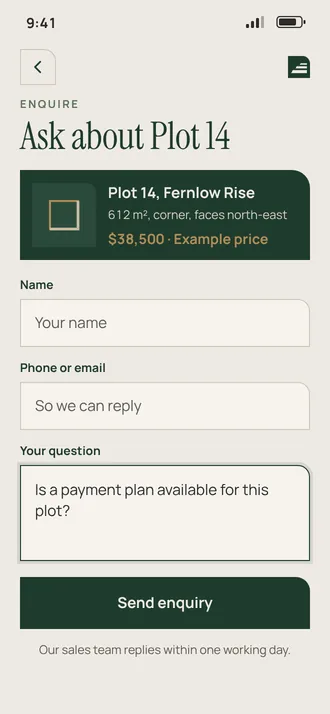 9:41
ENQUIRE
Ask about Plot 14
Plot 14, Fernlow Rise
612 m², corner, faces north-east
$38,500 · Example price
Name
Your name
Phone or email
So we can reply
Your question
Is a payment plan available for this
plot?
Send enquiry
Our sales team replies within one working day.